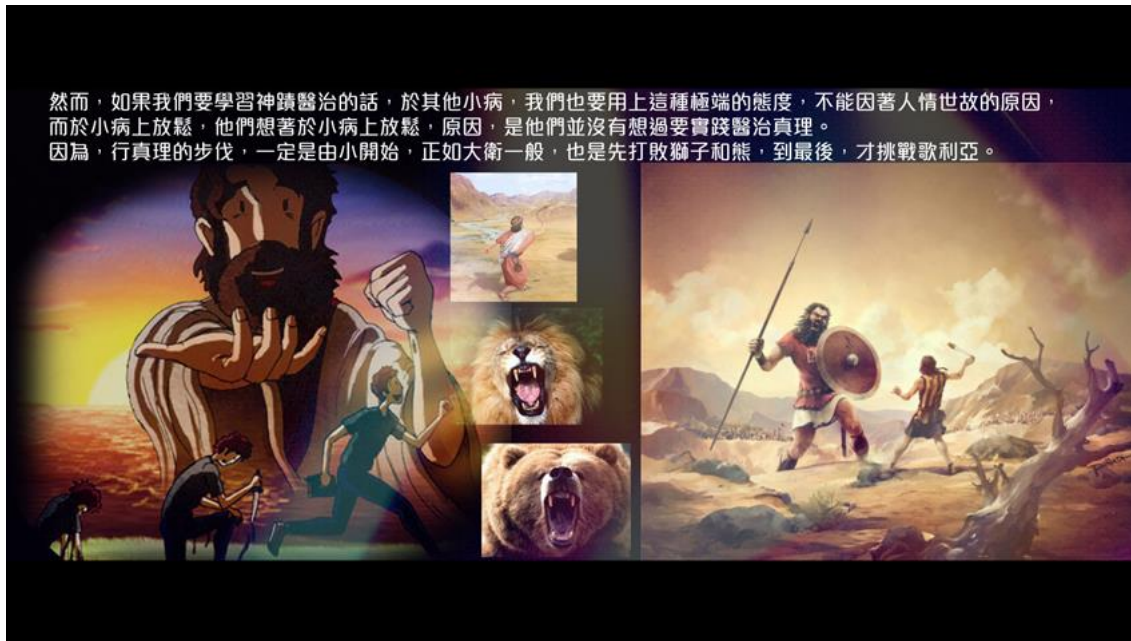 然而，如果我們要學習神蹟醫治的話，於其他小病，我們也要用上這種極端的態度，不能因著人情世故的原因，
而於小病上放鬆，他們想著於小病上放鬆，原因，是他們並沒有想過要實踐醫治真理。
因為，行真理的步伐，一定是由小開始，正如大衛一般，也是先打敗獅子和熊，到最後，才挑戰歌利亞。